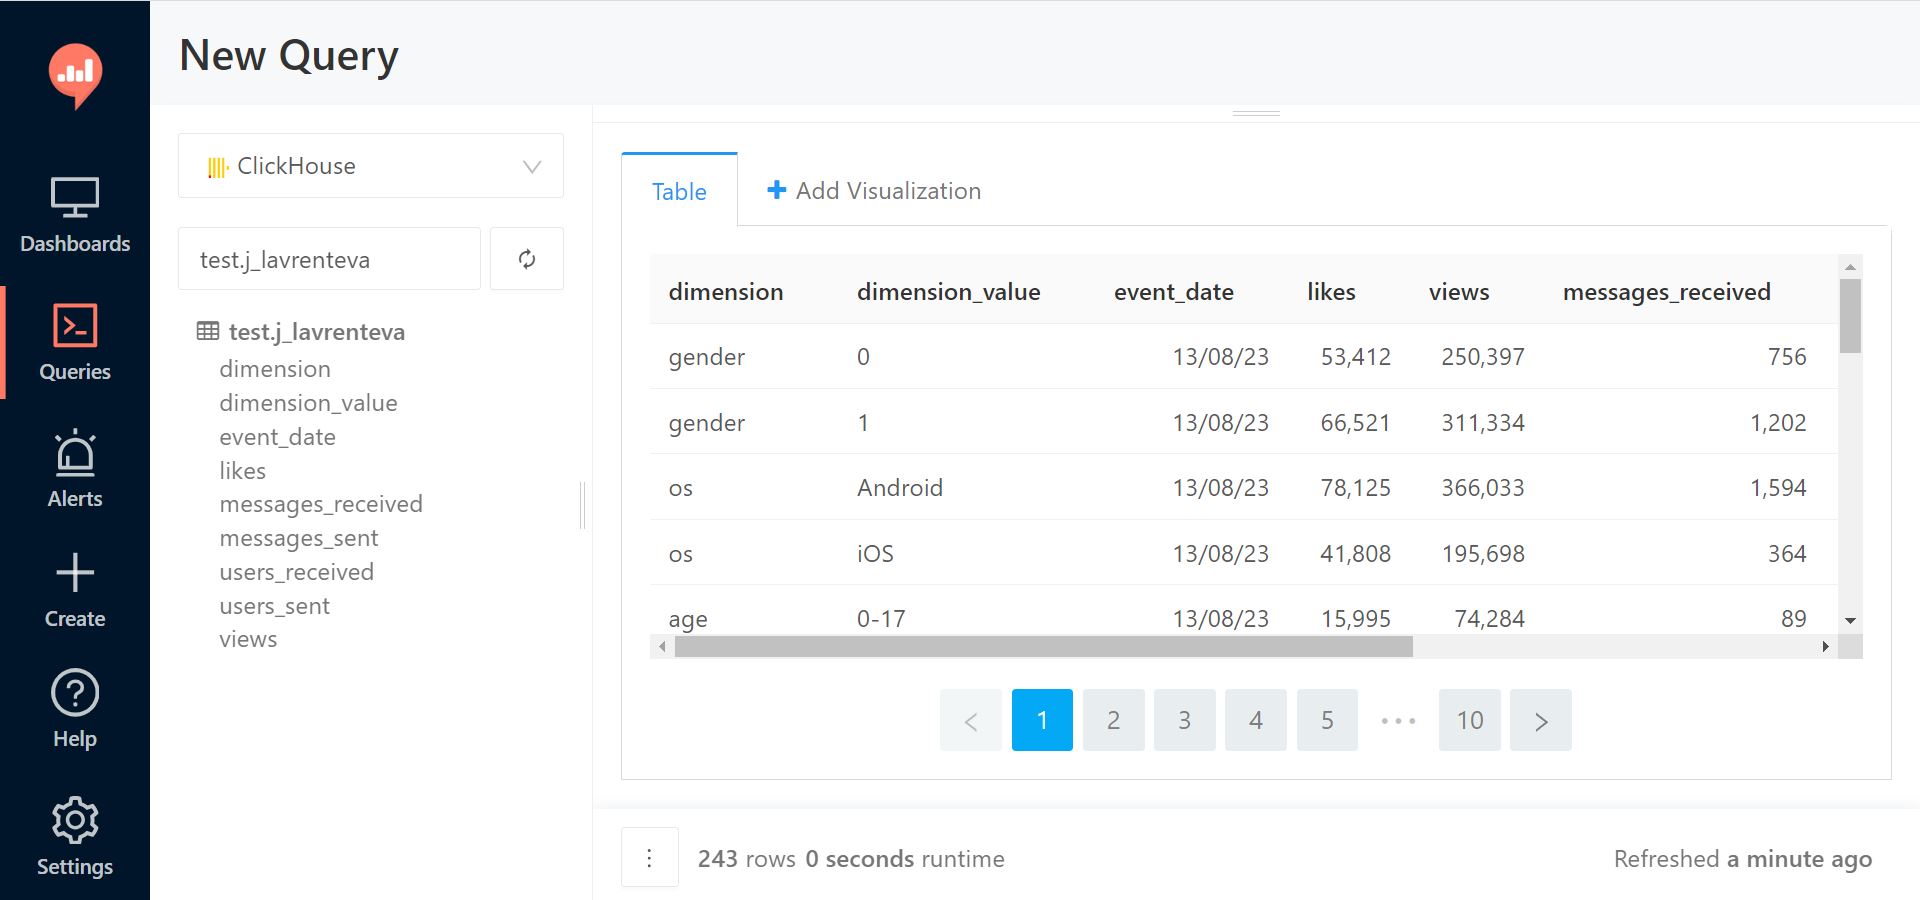 New Query
Dashboards
Queries
Alerts
Create
Help
Settings
ClickHouse
test.j_lavrenteva
test.j_lavrenteva
dimension
dimension_value
event_date
likes
messages_received
messages_sent
users_received
users_sent
views
Table
Add Visualization
dimension dimension_value event_date likes views messages_received
gender 0 13/08/23 53,412 250,397 756
gender 1 13/08/23 66,521 311,334 1,202
os Android 13/08/23 78,125 366,033 1,594
os iOS 13/08/23 41,808 195,698 364
age 0-17 13/08/23 15,995 74,284 89
< 1 2 3 4 5 ••• 10 >
243 rows 0 seconds runtime
Refreshed a minute ago